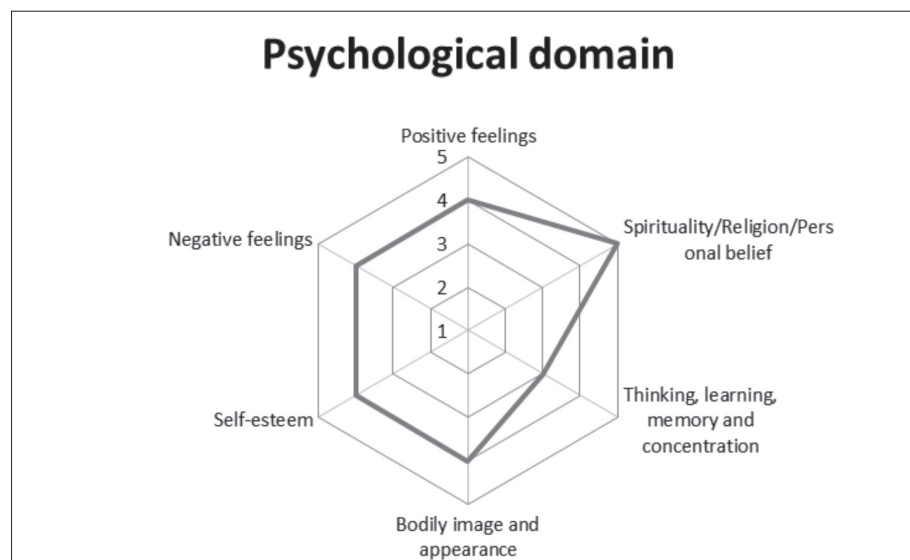 Psychological domain
Positive feelings
5
4
3
2
1
Spirituality/Religion/Pers
onal belief
Thinking, learning,
memory and
concentration
Bodily image and
appearance
Self-esteem
Negative feelings